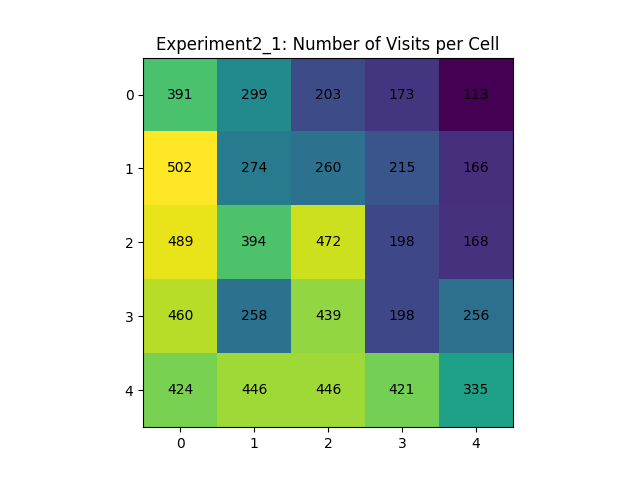 Experiment2_1: Number of Visits per Cell
0 391 299 203 173 113
1 502 274 260 215 166
2 489 394 472 198 168
3 460 258 439 198 256
4 424 446 446 421 335
0 1 2 3 4